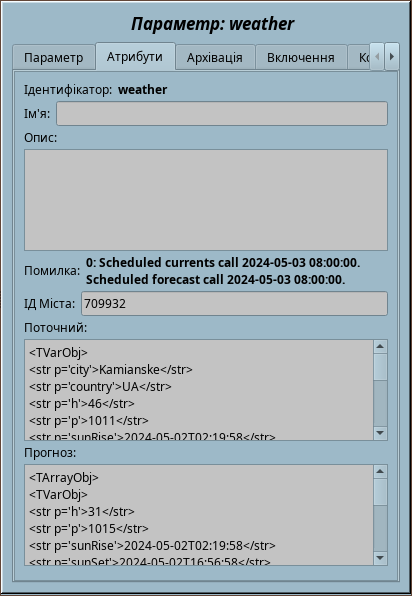 Параметр: weather
Параметр Атрибути Архівація Включення Ко
Ідентифікатор: weather
Ім'я:
Опис:
Помилка: 0: Scheduled currents call 2024-05-03 08:00:00.
Scheduled forecast call 2024-05-03 08:00:00.
ІД Міста: 709932
Поточний:
<TVarObj>
<str p='city'>Kamianske</str>
<str p='country'>UA</str>
<str p='h'>46</str>
<str p='p'>1011</str>
<str p='sunRise'>2024-05-02T02:19:58</str>
Прогноз:
<TArrayObj>
<TVarObj>
<str p='h'>31</str>
<str p='p'>1015</str>
<str p='sunRise'>2024-05-02T02:19:58</str>
<str p='sunSet'>2024-05-02T16:56:58</str>